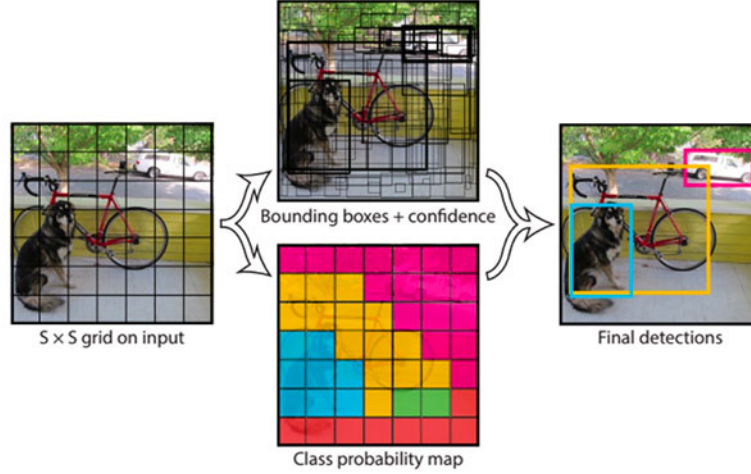 Bounding boxes + confidence
S × S grid on input
Final detections
Class probability map